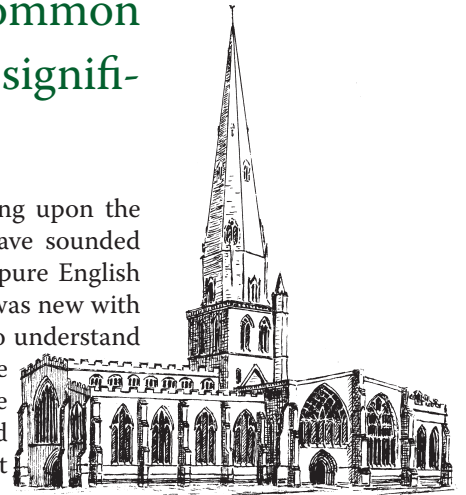 ommon
signifi-
ng upon the
ave sounded
pure English
was new with
o understand
e
e
d
t